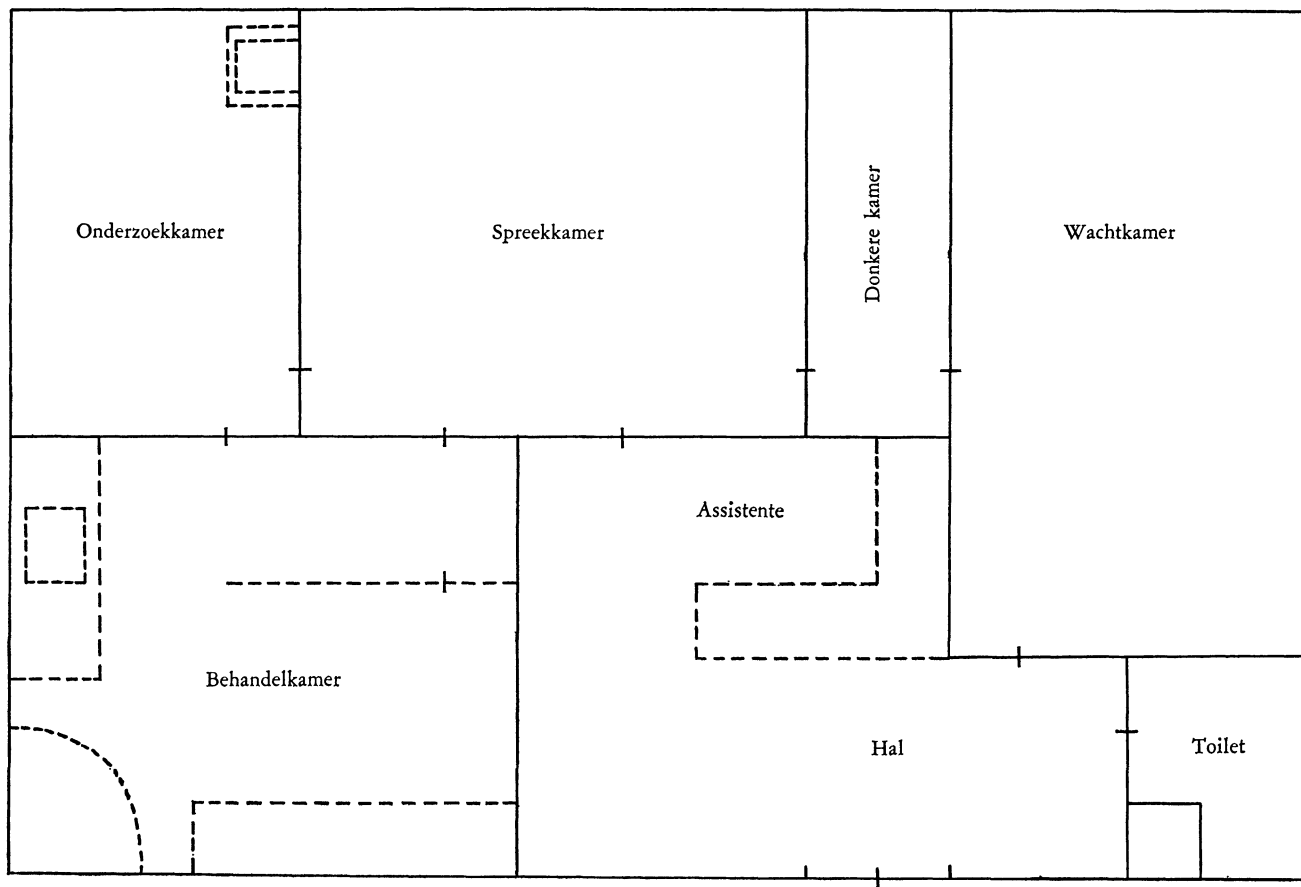 Onderzoekkamer
Spreekkamer
Donkere kamer
Wachtkamer
Assistente
Behandelkamer
Hal
Toilet